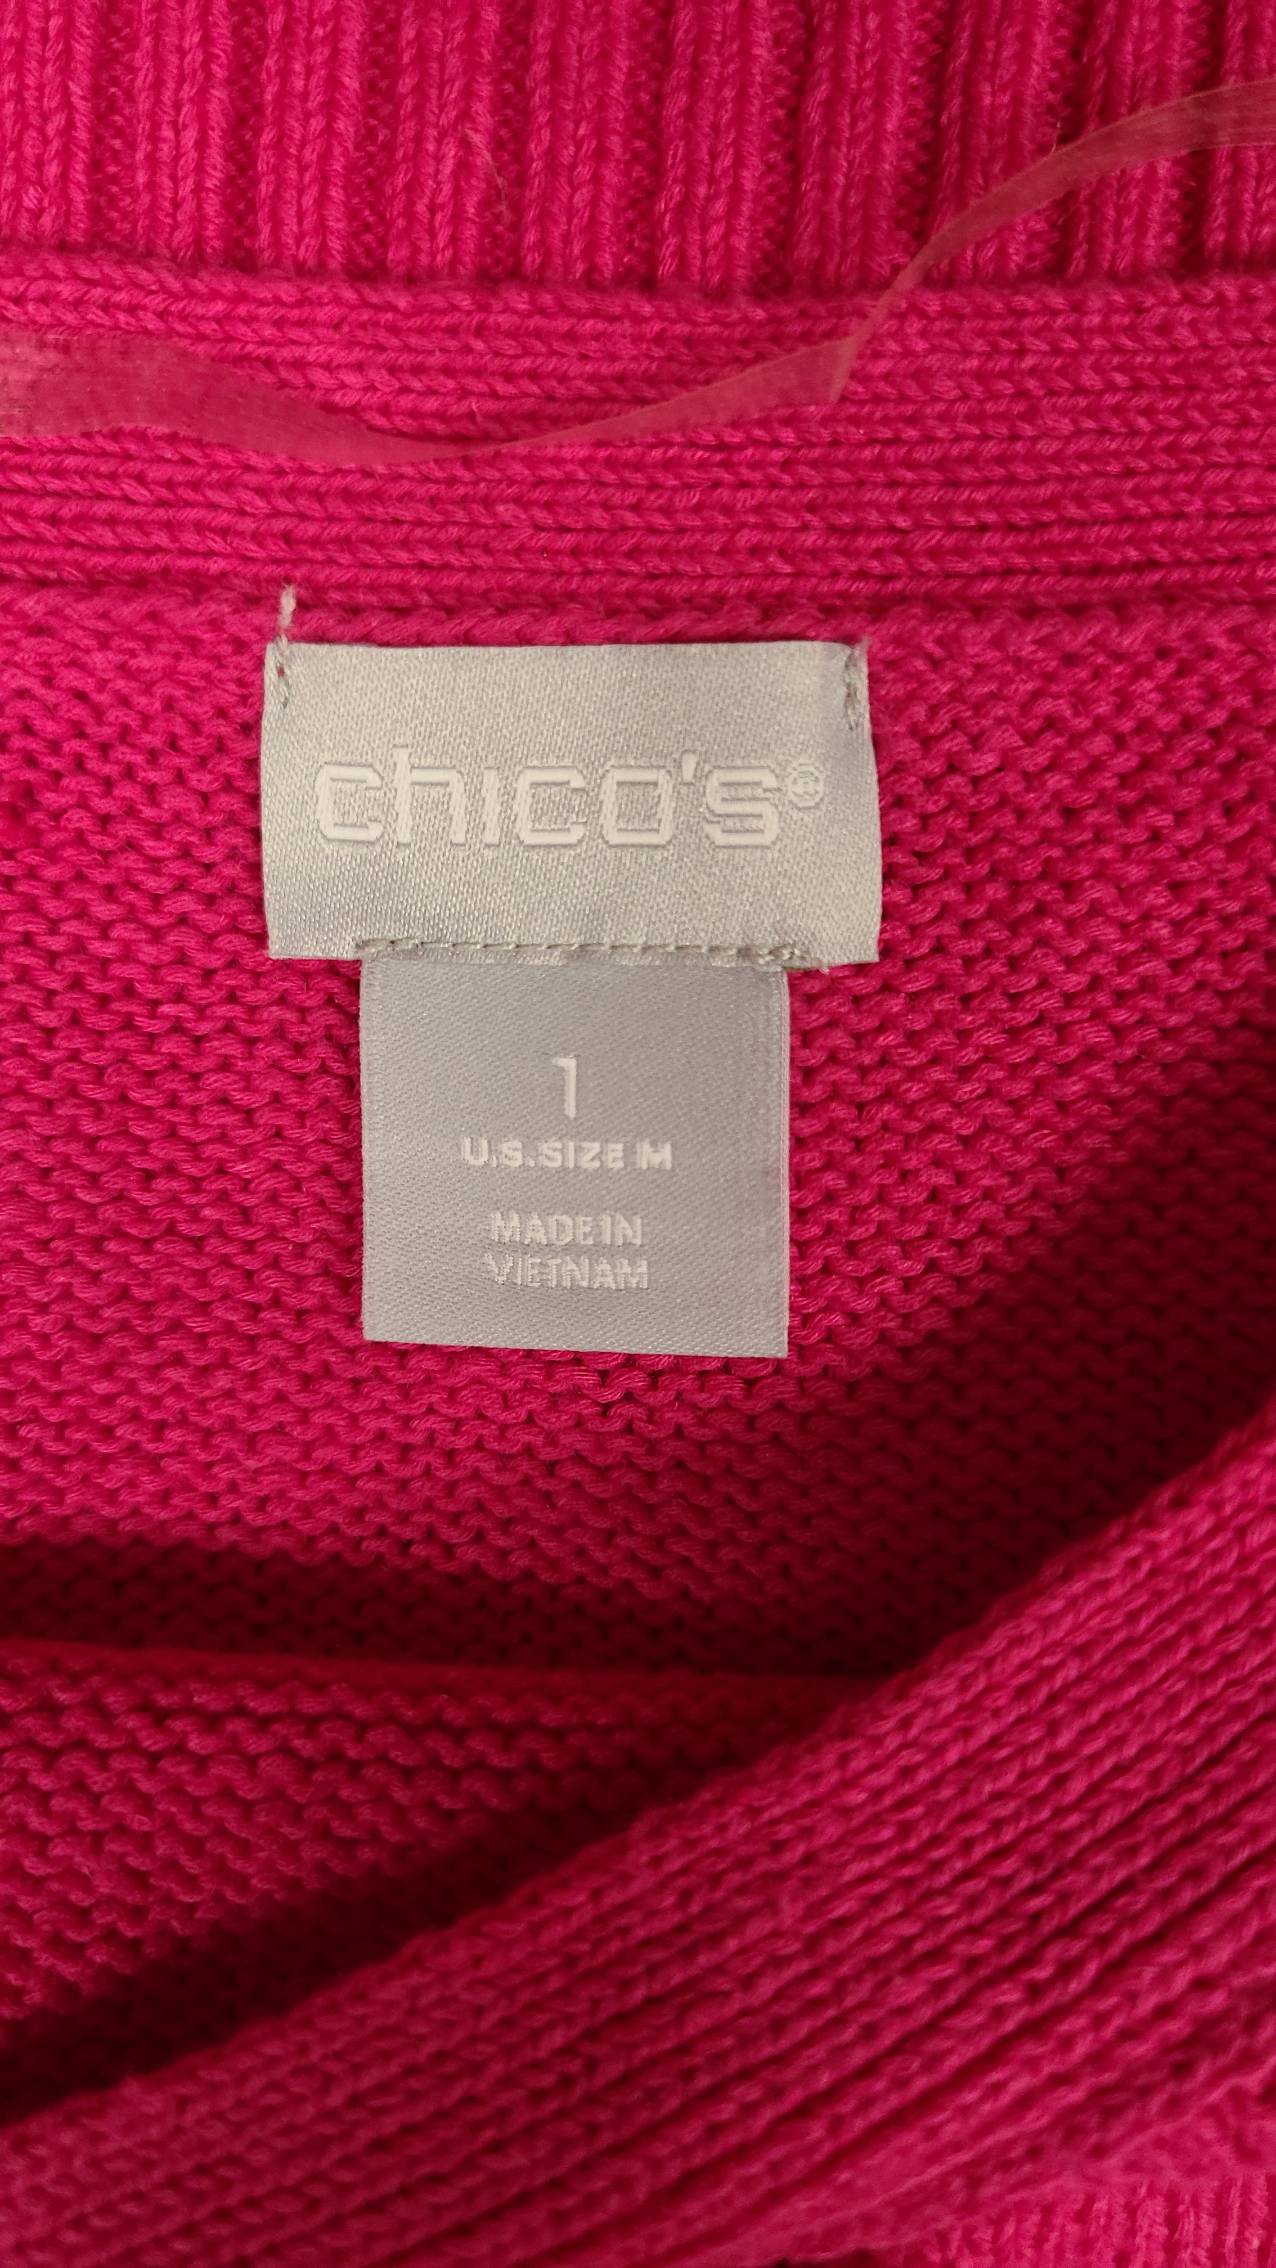 chico's®
1
U.S. SIZE M
MADE IN
VIETNAM